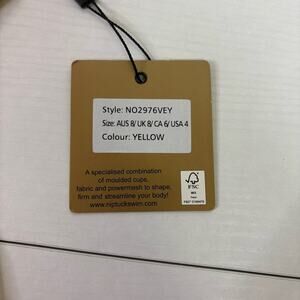 Style: NO2976VEY
Size: AUS 8/ UK 8/ CA 6/ USA 4
Colour: YELLOW
A specialised combination
of moulded cups,
fabric and powermesh to shape,
firm and streamline your body!
www.niptuckswim.com
FSC
MIX